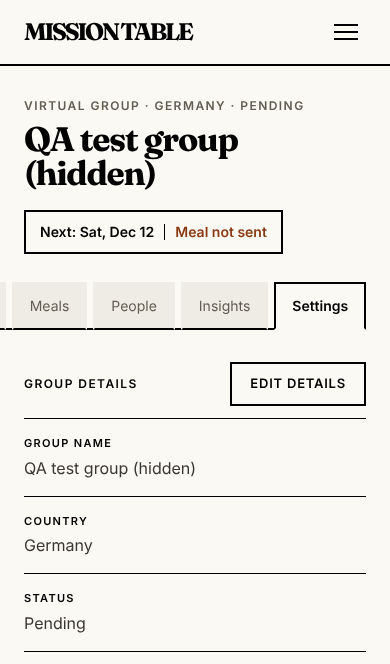 MISSION TABLE
VIRTUAL GROUP · GERMANY · PENDING
QA test group
(hidden)
Next: Sat, Dec 12 | Meal not sent
Meals People Insights Settings
GROUP DETAILS EDIT DETAILS
GROUP NAME
QA test group (hidden)
COUNTRY
Germany
STATUS
Pending